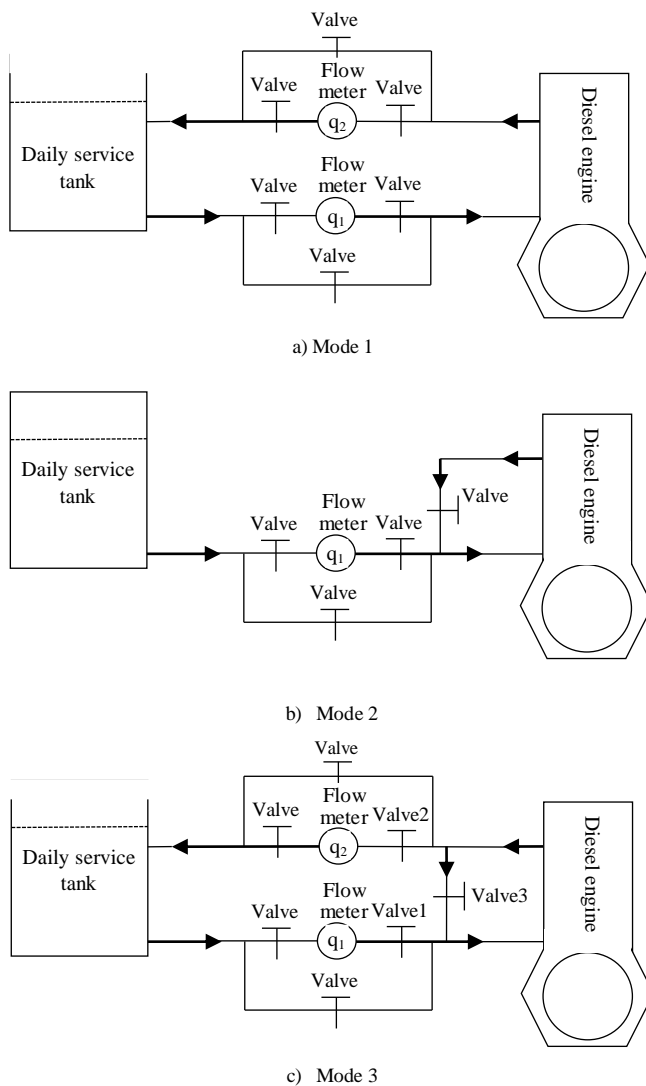 Valve
Valve
Flow
meter
Valve
q2
Daily service
tank
Diesel engine
Valve
Flow
meter
Valve
q1
Valve
a) Mode 1
Daily service
tank
Diesel engine
Valve
Valve
Flow
meter
Valve
q1
Valve
b) Mode 2
Valve
Valve
Flow
meter
Valve2
q2
Daily service
tank
Diesel engine
Valve3
Valve
Flow
meter
Valve1
q1
Valve
c) Mode 3